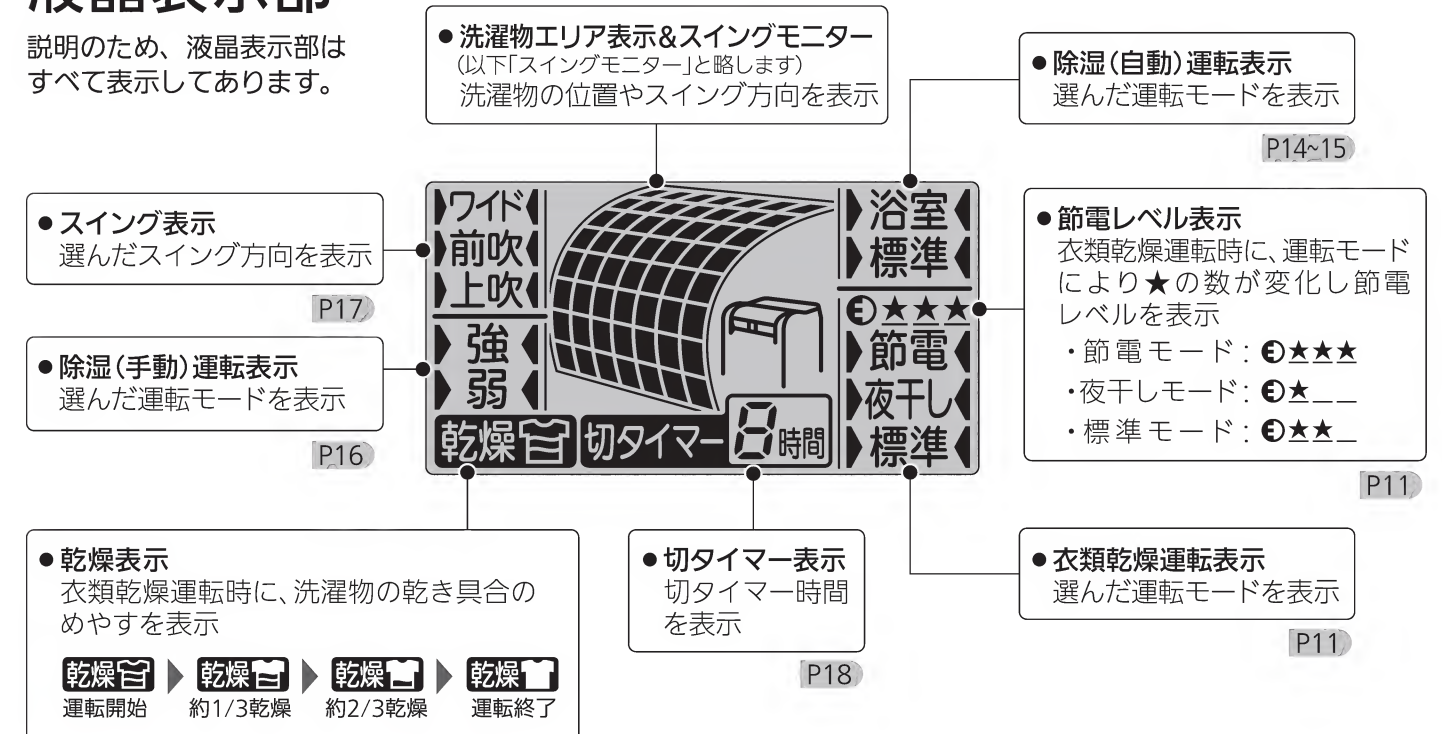 液晶表示部
説明のため、液晶表示部は
すべて表示してあります。
●洗濯物エリア表示&スイングモニター
(以下「スイングモニター」と略します)
洗濯物の位置やスイング方向を表示
●除湿(自動)運転表示
選んだ運転モードを表示
P14~15
●スイング表示
選んだスイング方向を表示
P17
●除湿(手動)運転表示
選んだ運転モードを表示
P16
ワイド
前吹
上吹
強
弱
乾燥
切タイマー 8時間
浴室
標準
★★★
節電
夜干し
標準
●節電レベル表示
衣類乾燥運転時に、運転モード
により★の数が変化し節電
レベルを表示
・節電モード:★★★
・夜干しモード:★__
・標準モード:★★_
P11
●乾燥表示
衣類乾燥運転時に、洗濯物の乾き具合の
めやすを表示
乾燥 乾燥 乾燥 乾燥
運転開始 約1/3乾燥 約2/3乾燥 運転終了
●切タイマー表示
切タイマー時間
を表示
P18
●衣類乾燥運転表示
選んだ運転モードを表示
P11